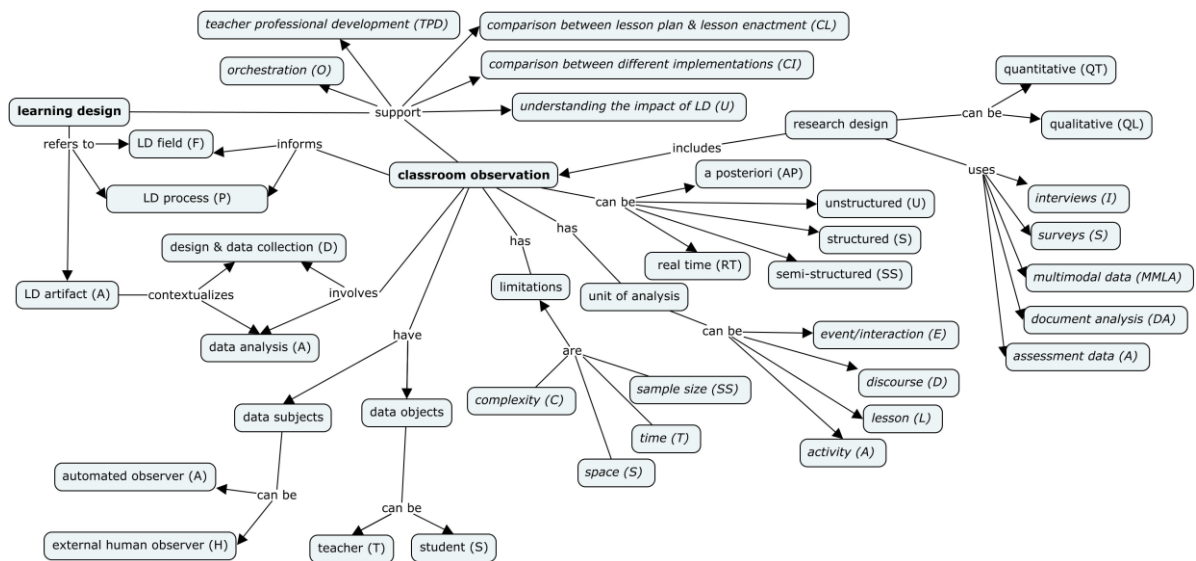 teacher professional development (TPD)
comparison between lesson plan & lesson enactment (CL)
orchestration (O)
comparison between different implementations (CI)
quantitative (QT)
learning design
support
understanding the impact of LD (U)
can be
research design
qualitative (QL)
refers to
LD field (F)
informs
includes
classroom observation
a posteriori (AP)
uses
LD process (P)
can be
unstructured (U)
interviews (I)
design & data collection (D)
has
has
structured (S)
surveys (S)
real time (RT)
semi-structured (SS)
multimodal data (MMLA)
LD artifact (A)
contextualizes
involves
limitations
unit of analysis
document analysis (DA)
data analysis (A)
have
are
can be
event/interaction (E)
assessment data (A)
complexity (C)
sample size (SS)
discourse (D)
data subjects
data objects
lesson (L)
time (T)
activity (A)
space (S)
automated observer (A)
can be
can be
external human observer (H)
teacher (T)
student (S)